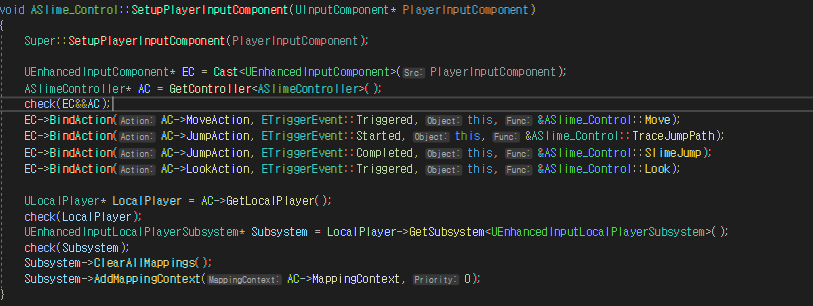 void ASlime_Control::SetupPlayerInputComponent(UInputComponent* PlayerInputComponent)
{
Super::SetupPlayerInputComponent(PlayerInputComponent);
UEnhancedInputComponent* EC = Cast<UEnhancedInputComponent>(Src: PlayerInputComponent);
ASlimeController* AC = GetController<ASlimeController>();
check(EC&&AC);
EC->BindAction(Action: AC->MoveAction, ETriggerEvent::Triggered, Object: this, Func: &ASlime_Control::Move);
EC->BindAction(Action: AC->JumpAction, ETriggerEvent::Started, Object: this, Func: &ASlime_Control::TraceJumpPath);
EC->BindAction(Action: AC->JumpAction, ETriggerEvent::Completed, Object: this, Func: &ASlime_Control::SlimeJump);
EC->BindAction(Action: AC->LookAction, ETriggerEvent::Triggered, Object: this, Func: &ASlime_Control::Look);
ULocalPlayer* LocalPlayer = AC->GetLocalPlayer();
check(LocalPlayer);
UEnhancedInputLocalPlayerSubsystem* Subsystem = LocalPlayer->GetSubsystem<UEnhancedInputLocalPlayerSubsystem>();
check(Subsystem);
Subsystem->ClearAllMappings();
Subsystem->AddMappingContext(MappingContext: AC->MappingContext, Priority: 0);
}